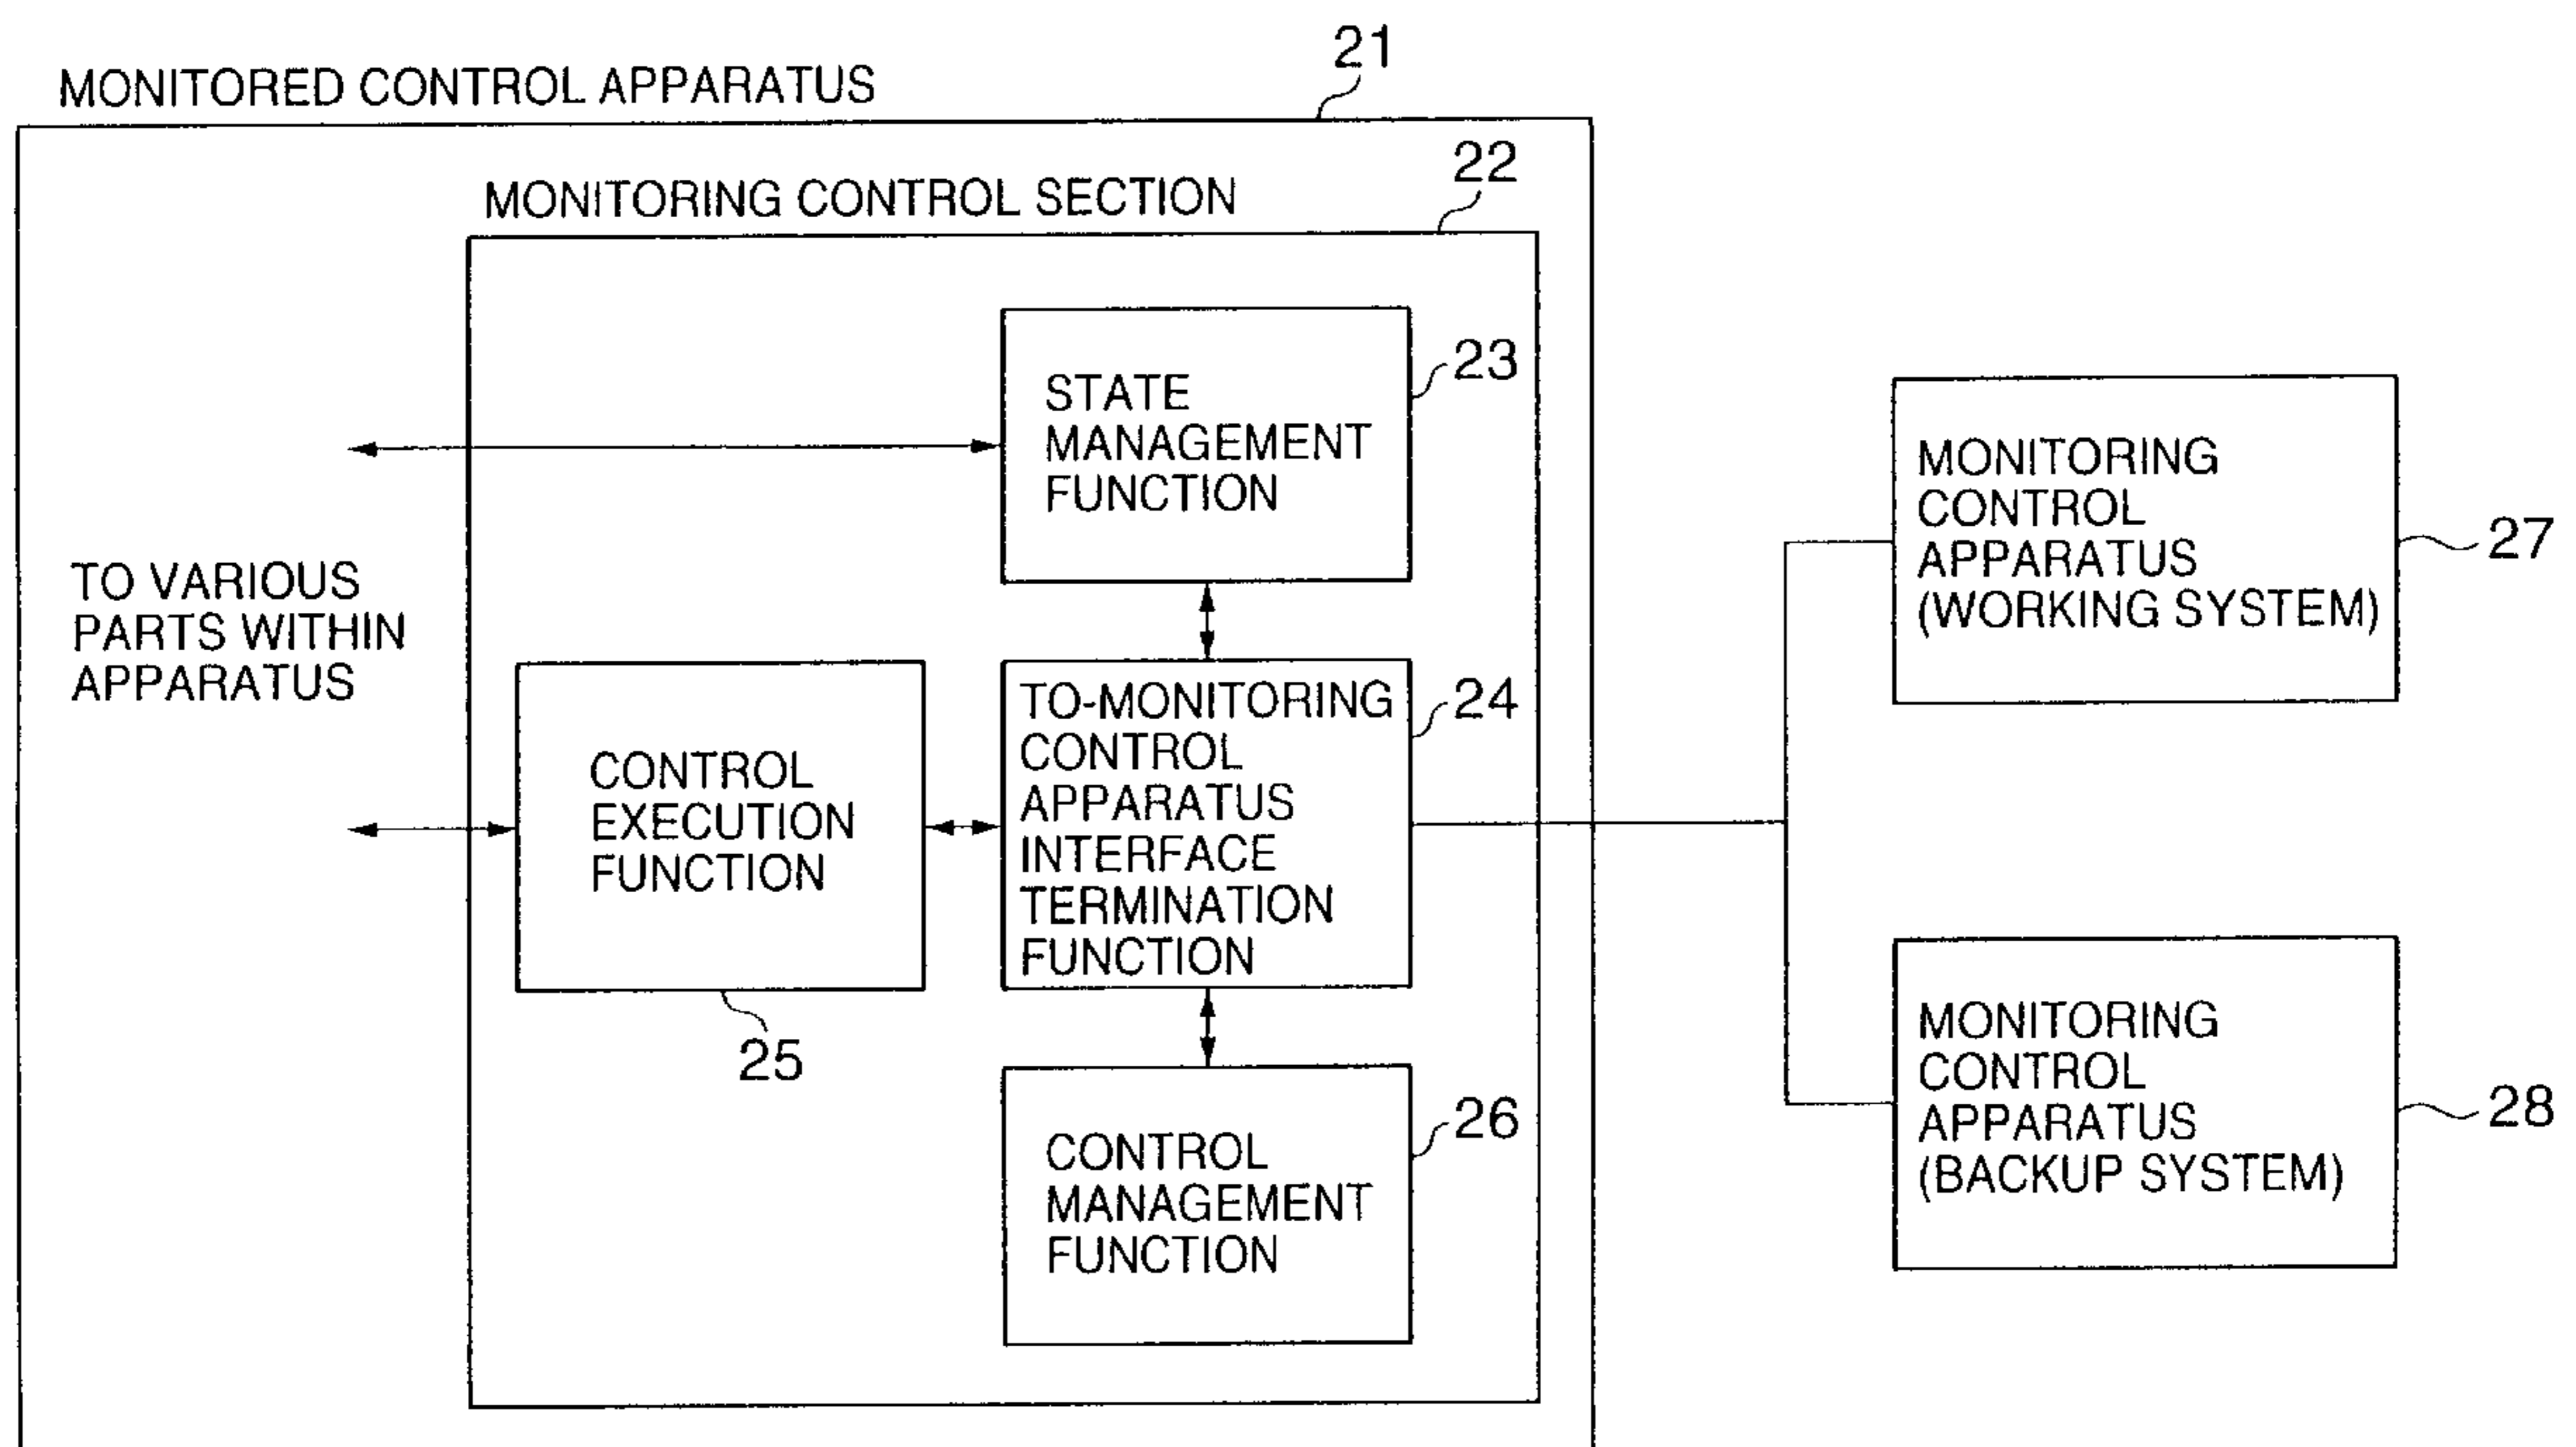 21
MONITORED CONTROL APPARATUS
22
MONITORING CONTROL SECTION
23
STATE
MANAGEMENT
FUNCTION
TO VARIOUS
PARTS WITHIN
APPARATUS
CONTROL
EXECUTION
FUNCTION
25
TO-MONITORING
CONTROL
APPARATUS
INTERFACE
TERMINATION
FUNCTION
24
CONTROL
MANAGEMENT
FUNCTION
26
MONITORING
CONTROL
APPARATUS
(WORKING SYSTEM)
27
MONITORING
CONTROL
APPARATUS
(BACKUP SYSTEM)
28